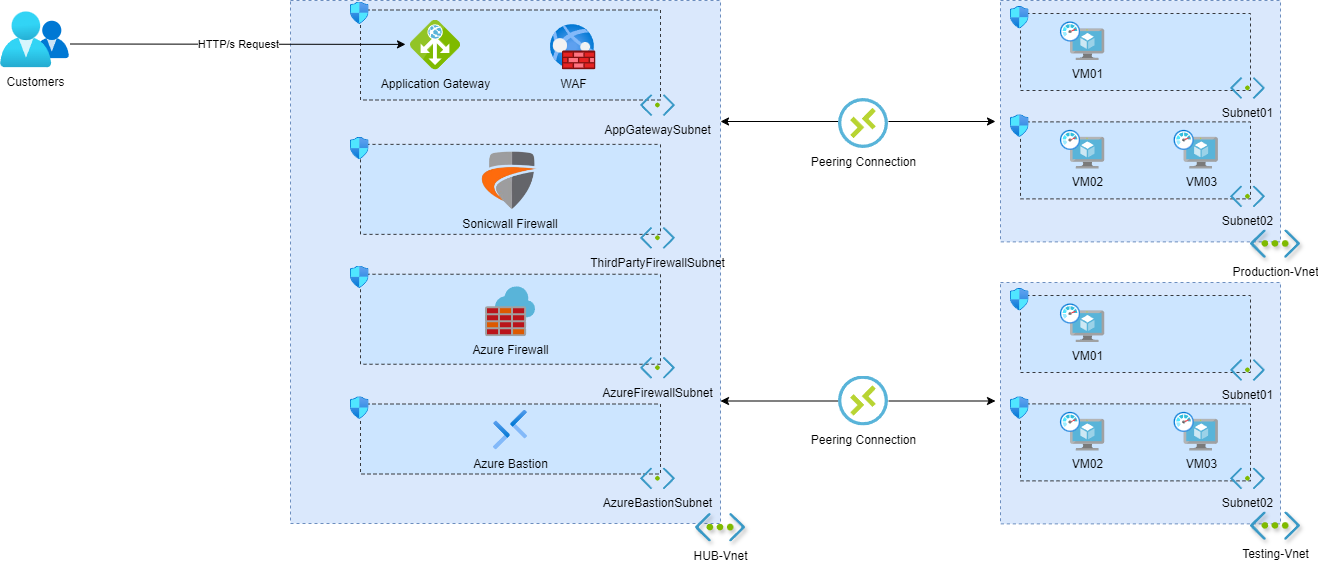 Customers
HTTP/s Request
Application Gateway
WAF
AppGatewaySubnet
Sonicwall Firewall
ThirdPartyFirewallSubnet
Azure Firewall
AzureFirewallSubnet
Azure Bastion
AzureBastionSubnet
HUB-Vnet
Peering Connection
Peering Connection
VM01
Subnet01
VM02
VM03
Subnet02
Production-Vnet
VM01
Subnet01
VM02
VM03
Subnet02
Testing-Vnet